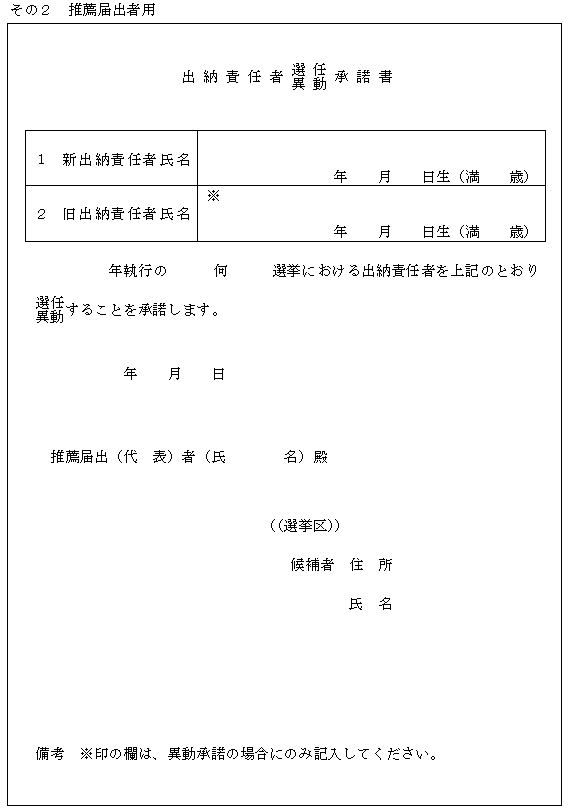 その２　推薦届出者用
出納責任者選任異動承諾書
１　新出納責任者氏名
年　月　日生（満　歳）
※
２　旧出納責任者氏名
年　月　日生（満　歳）
年執行の　何　選挙における出納責任者を上記のとおり
選任異動することを承諾します。
年　月　日
推薦届出（代　表）者（氏　名）殿
（（選挙区））
候補者　住　所
氏　名
備考　※印の欄は、異動承諾の場合にのみ記入してください。